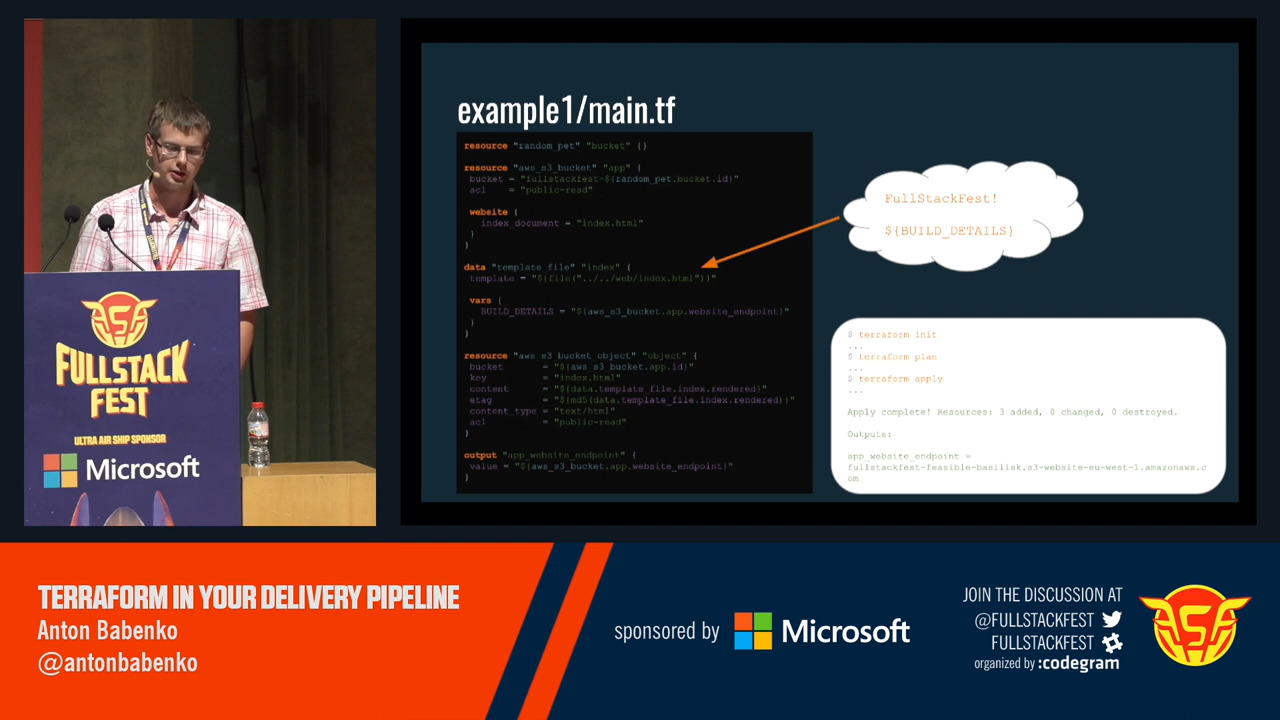 example1/main.tf
resource "random_pet" "bucket" {}
resource "aws_s3_bucket" "app" {
bucket = "fullstackfest-${random_pet.bucket.id}"
acl = "public-read"
website {
index_document = "index.html"
}
}
data "template_file" "index" {
template = "${file("../../web/index.html")}"
vars {
BUILD_DETAILS = "${aws_s3_bucket.app.website_endpoint}"
}
}
resource "aws_s3_bucket_object" "object" {
bucket = "${aws_s3_bucket.app.id}"
key = "index.html"
content = "${data.template_file.index.rendered}"
etag = "${md5(data.template_file.index.rendered)}"
content_type = "text/html"
acl = "public-read"
}
output "app_website_endpoint" {
value = "${aws_s3_bucket.app.website_endpoint}"
}
FullStackFest!
${BUILD_DETAILS}
$ terraform init
...
$ terraform plan
...
$ terraform apply
...
Apply complete! Resources: 3 added, 0 changed, 0 destroyed.
Outputs:
app_website_endpoint =
fullstackfest-feasible-basilisk.s3-website-eu-west-1.amazonaws.c
om
FULLSTACK
FEST
ULTRA AIR SHIP SPONSOR
Microsoft
TERRAFORM IN YOUR DELIVERY PIPELINE
Anton Babenko
@antonbabenko
sponsored by Microsoft
JOIN THE DISCUSSION AT
@FULLSTACKFEST
FULLSTACKFEST
organized by :codegram